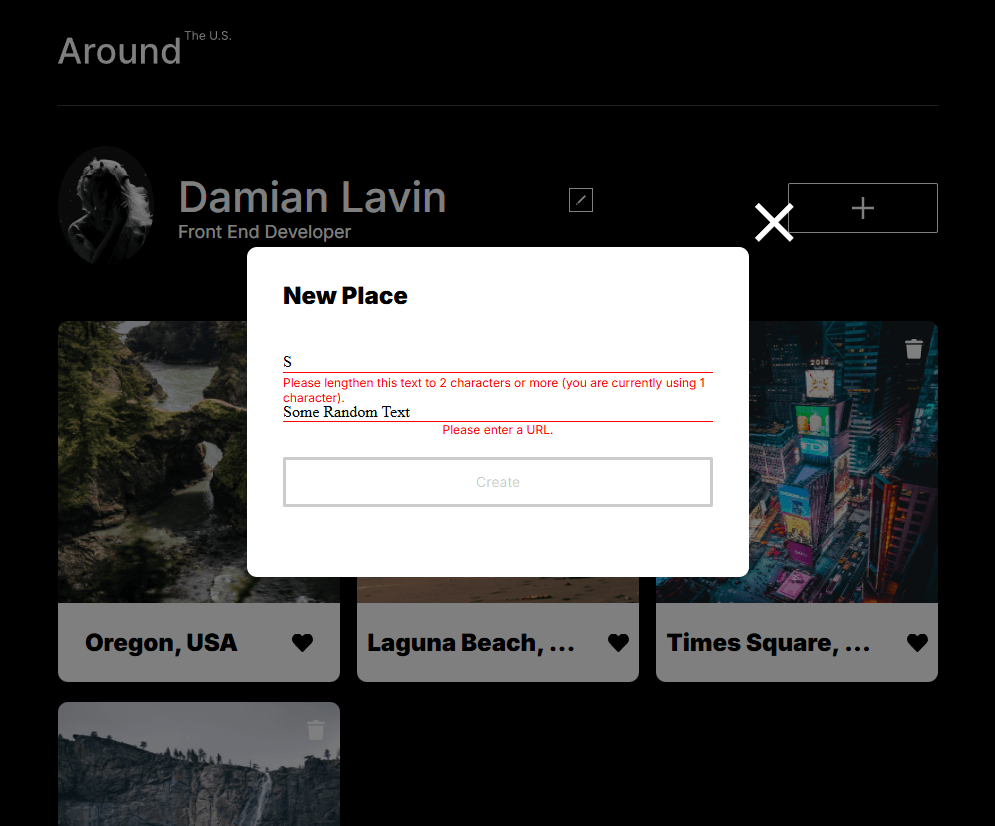 Around The U.S.
Damian Lavin
Front End Developer
New Place
S
Please lengthen this text to 2 characters or more (you are currently using 1
character).
Some Random Text
Please enter a URL.
Create
2018
Oregon, USA
Laguna Beach, ...
Times Square, ...